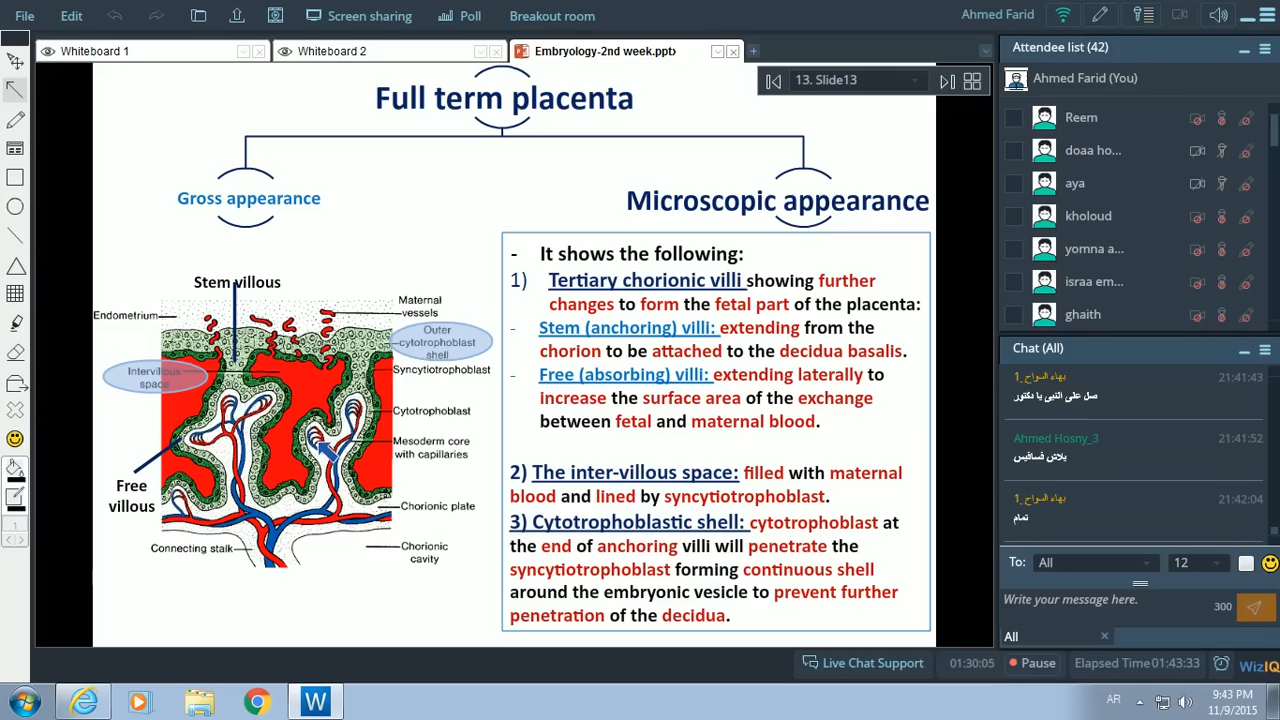 File Edit Screen sharing Poll Breakout room Ahmed Farid
Whiteboard 1 Whiteboard 2 Embryology-2nd week.ppt
13. Slide13
Full term placenta
Gross appearance
Microscopic appearance
Stem villous
Endometrium
Maternal
vessels
Outer
cytotrophoblast
shell
Intervillous
space
Syncytiotrophoblast
Cytotrophoblast
Mesoderm core
with capillaries
Free
villous
Chorionic plate
Connecting stalk
Chorionic
cavity
- It shows the following:
1) Tertiary chorionic villi showing further
changes to form the fetal part of the placenta:
- Stem (anchoring) villi: extending from the
chorion to be attached to the decidua basalis.
- Free (absorbing) villi: extending laterally to
increase the surface area of the exchange
between fetal and maternal blood.
2) The inter-villous space: filled with maternal
blood and lined by syncytiotrophoblast.
3) Cytotrophoblastic shell: cytotrophoblast at
the end of anchoring villi will penetrate the
syncytiotrophoblast forming continuous shell
around the embryonic vesicle to prevent further
penetration of the decidua.
Attendee list (42)
Ahmed Farid (You)
Reem
doaa ho...
aya
kholoud
yomna a...
israa em...
ghaith
Chat (All)
بهاء السواح_1 21:41:43
صل على النبى يا دكتور
Ahmed Hosny_3 21:41:52
بلاش فسافيس
بهاء السواح_1 21:42:04
تمام
To: All 12
Write your message here. 300
All
Live Chat Support 01:30:05 Pause Elapsed Time 01:43:33 WizIQ
1
W
AR 9:43 PM
11/9/2015